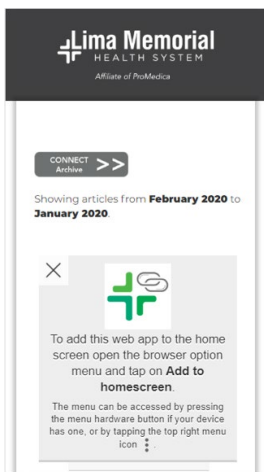 Lima Memorial
HEALTH SYSTEM
Affiliate of ProMedica
CONNECT
Archive >>
Showing articles from February 2020 to
January 2020.
To add this web app to the home
screen open the browser option
menu and tap on Add to
homescreen.
The menu can be accessed by pressing
the menu hardware button if your device
has one, or by tapping the top right menu
icon .